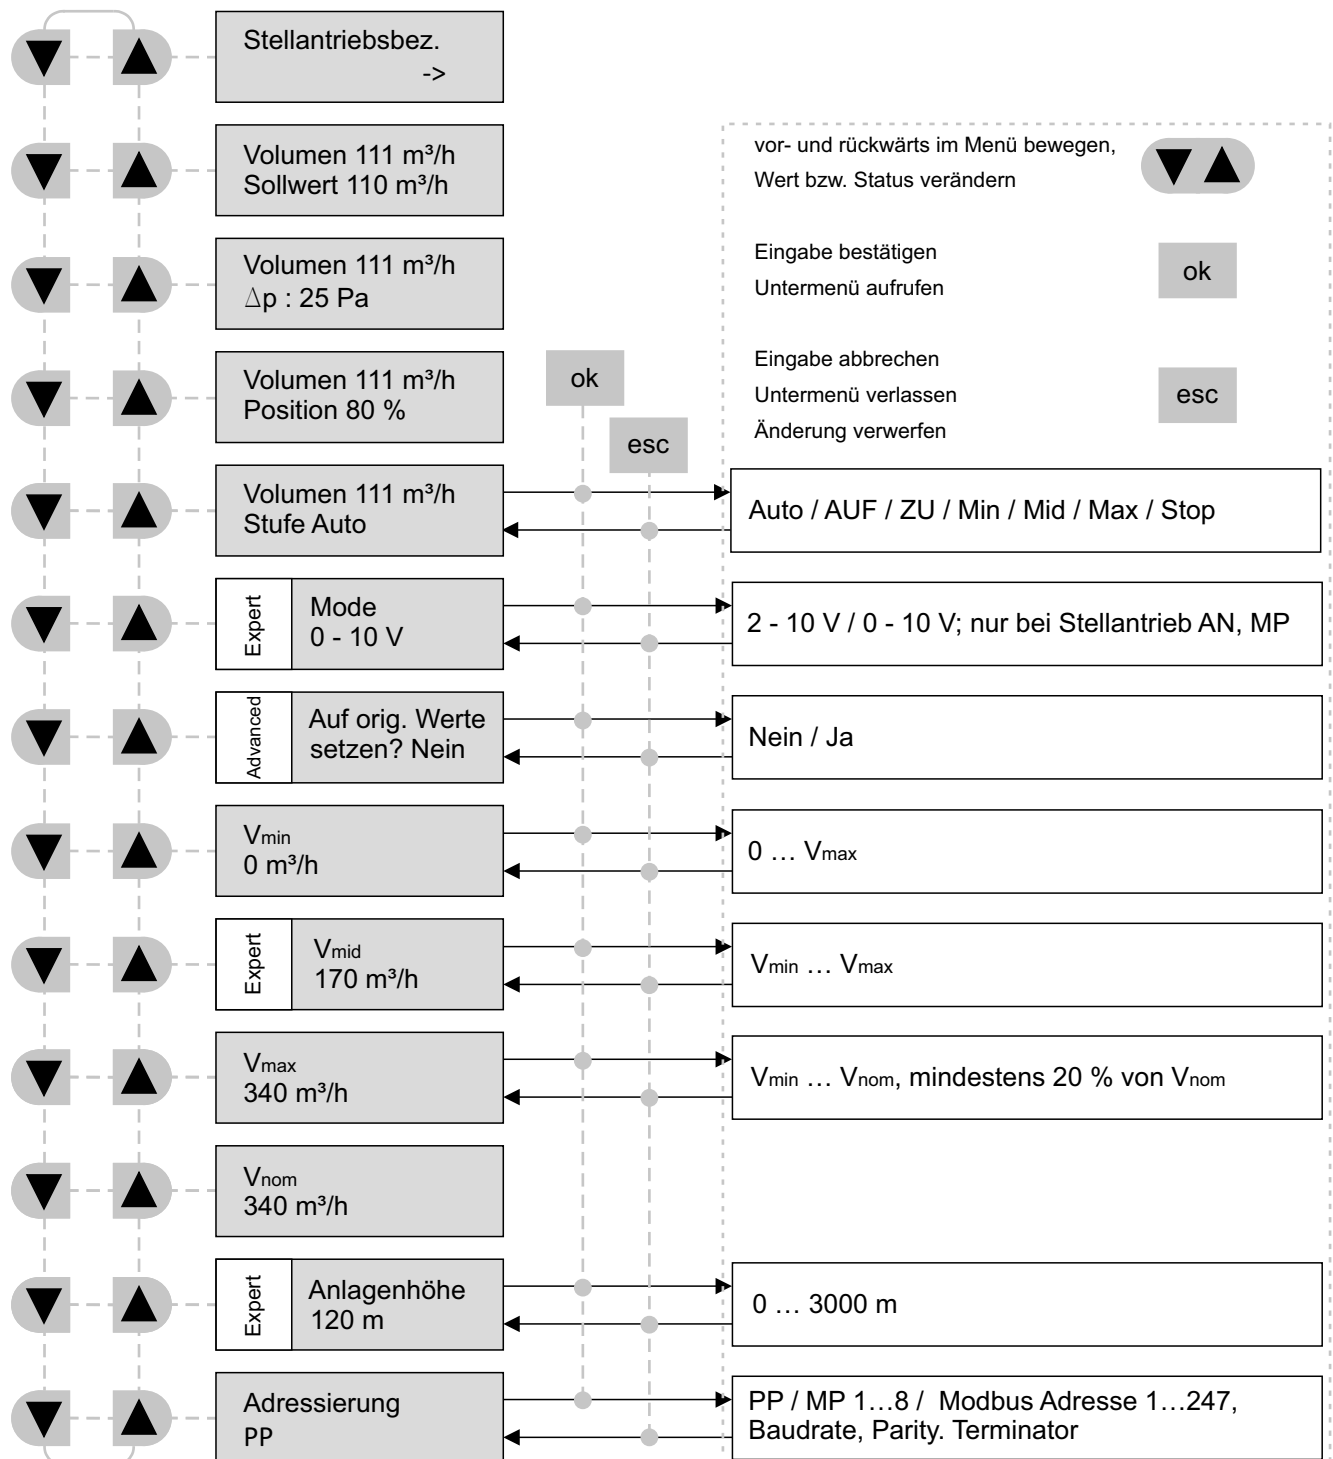 Stellantriebsbez.
->
Volumen 111 m³/h
Sollwert 110 m³/h
Volumen 111 m³/h
Δp : 25 Pa
Volumen 111 m³/h
Position 80 %
vor- und rückwärts im Menü bewegen,
Wert bzw. Status verändern
Eingabe bestätigen
Untermenü aufrufen
ok
Eingabe abbrechen
Untermenü verlassen
Änderung verwerfen
esc
ok
esc
Volumen 111 m³/h
Stufe Auto
Auto / AUF / ZU / Min / Mid / Max / Stop
Expert
Mode
0 - 10 V
2 - 10 V / 0 - 10 V; nur bei Stellantrieb AN, MP
Advanced
Auf orig. Werte
setzen? Nein
Nein / Ja
Vmin
0 m³/h
0 … Vmax
Expert
Vmid
170 m³/h
Vmin … Vmax
Vmax
340 m³/h
Vmin … Vnom, mindestens 20 % von Vnom
Vnom
340 m³/h
Expert
Anlagenhöhe
120 m
0 … 3000 m
Adressierung
PP
PP / MP 1…8 / Modbus Adresse 1…247,
Baudrate, Parity. Terminator